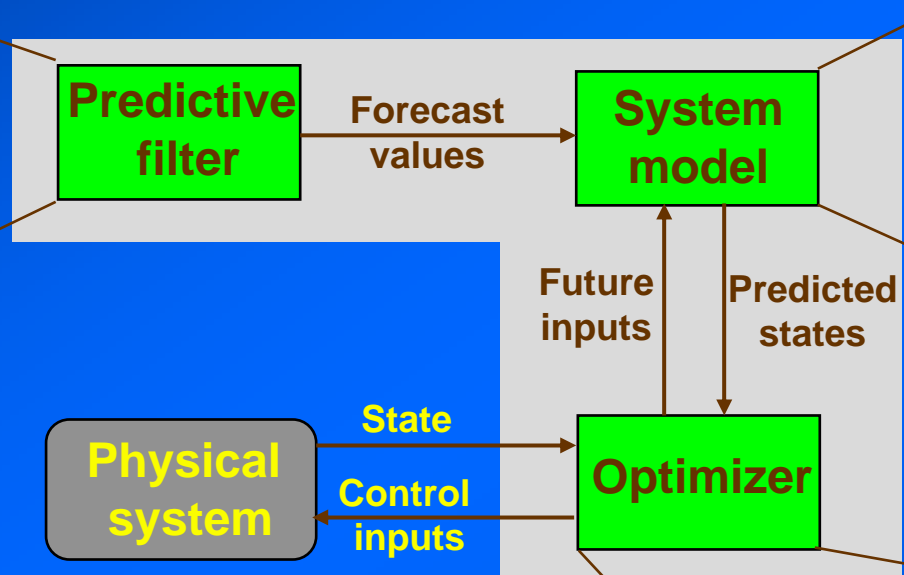 Predictive
filter
Forecast
values
System
model
Future
inputs
Predicted
states
Physical
system
State
Control
inputs
Optimizer